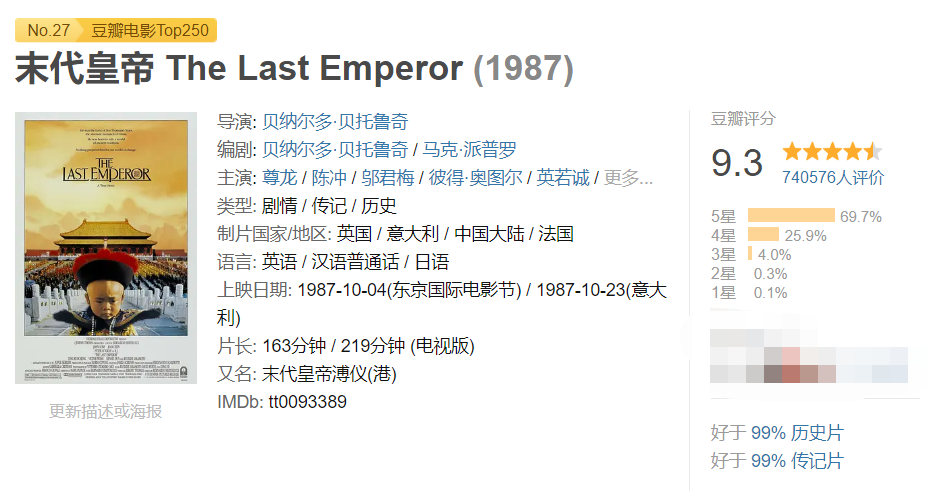 No.27 豆瓣电影Top250
末代皇帝 The Last Emperor (1987)
THE
LAST EMPEROR
导演: 贝纳尔多·贝托鲁奇
编剧: 贝纳尔多·贝托鲁奇 / 马克·派普罗
主演: 尊龙 / 陈冲 / 邬君梅 / 彼得·奥图尔 / 英若诚 / 更多...
类型: 剧情 / 传记 / 历史
制片国家/地区: 英国 / 意大利 / 中国大陆 / 法国
语言: 英语 / 汉语普通话 / 日语
上映日期: 1987-10-04(东京国际电影节) / 1987-10-23(意大
利)
片长: 163分钟 / 219分钟 (电视版)
又名: 末代皇帝溥仪(港)
IMDb: tt0093389
更新描述或海报
豆瓣评分
9.3
740576人评价
5星 69.7%
4星 25.9%
3星 4.0%
2星 0.3%
1星 0.1%
好于 99% 历史片
好于 99% 传记片